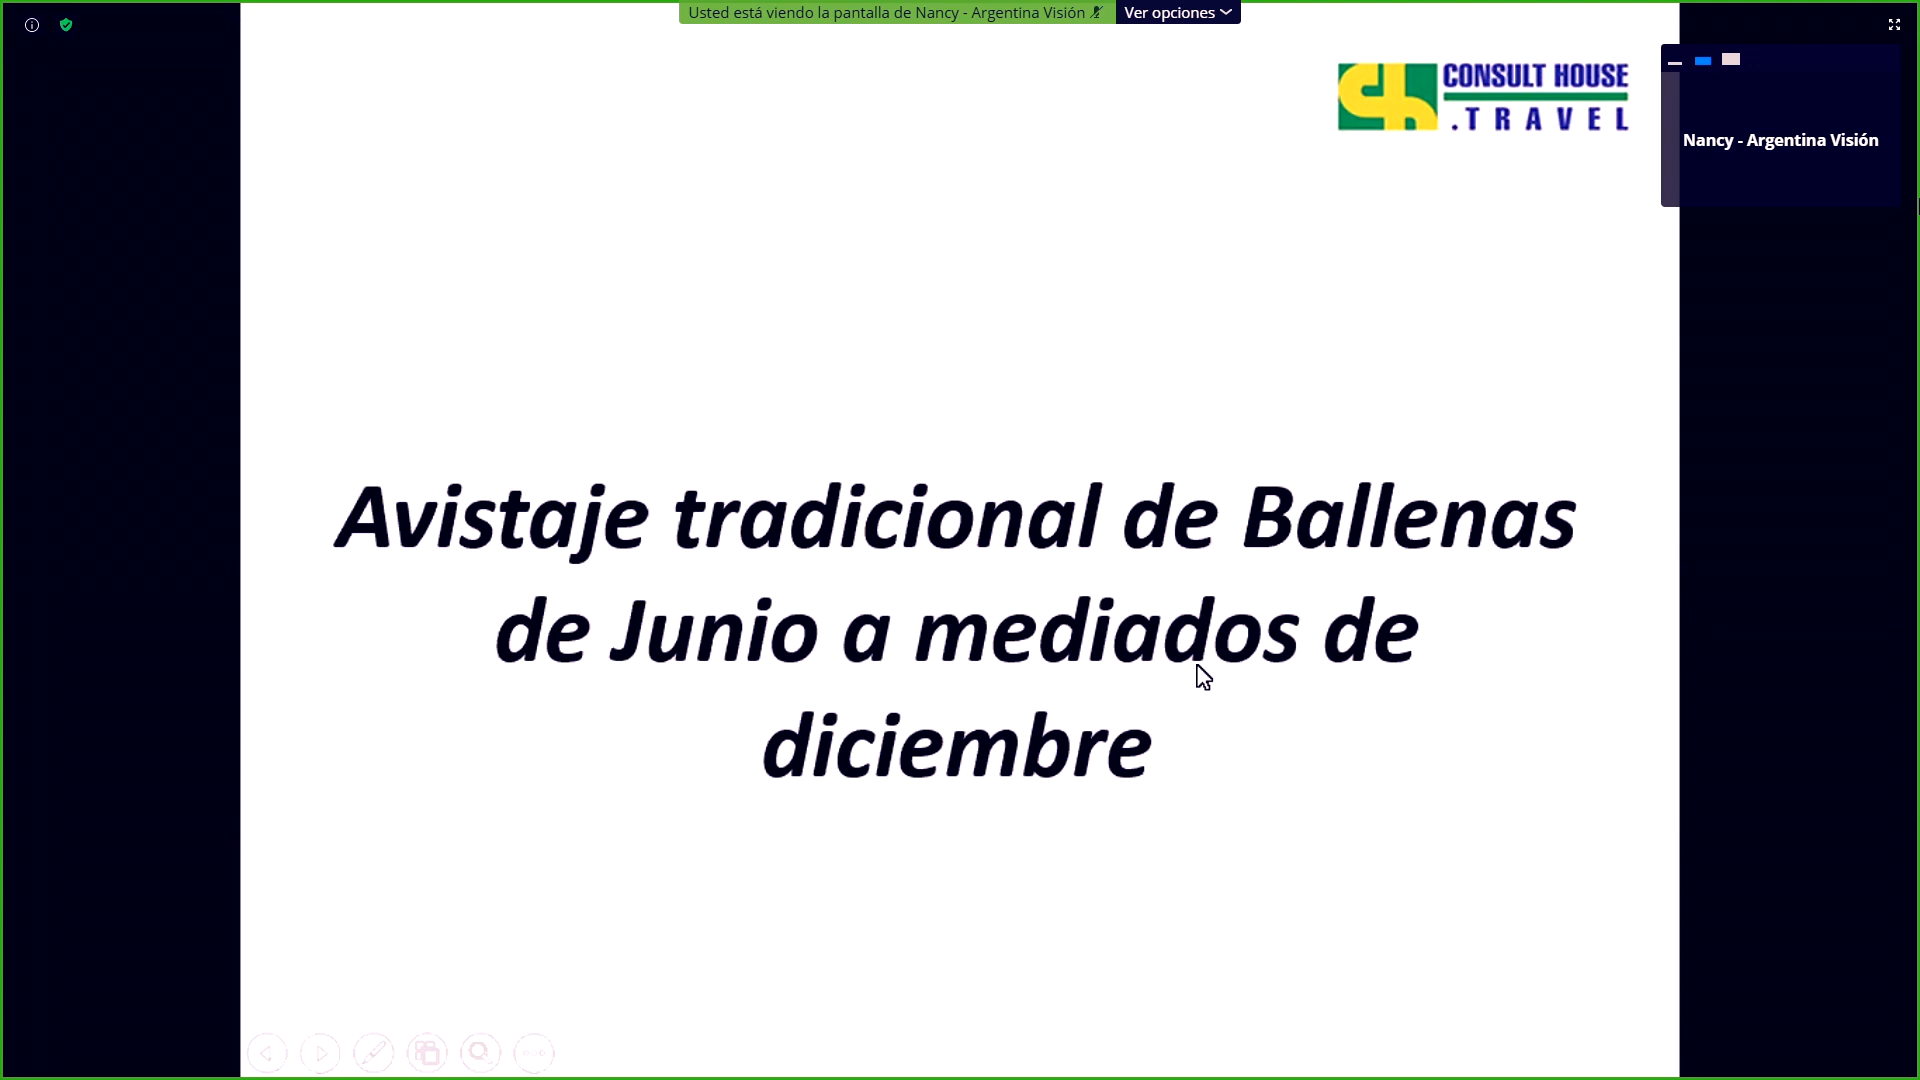 Usted está viendo la pantalla de Nancy - Argentina Visión
Ver opciones
CONSULT HOUSE
.TRAVEL
Nancy - Argentina Visión
Avistaje tradicional de Ballenas
de Junio a mediados de
diciembre